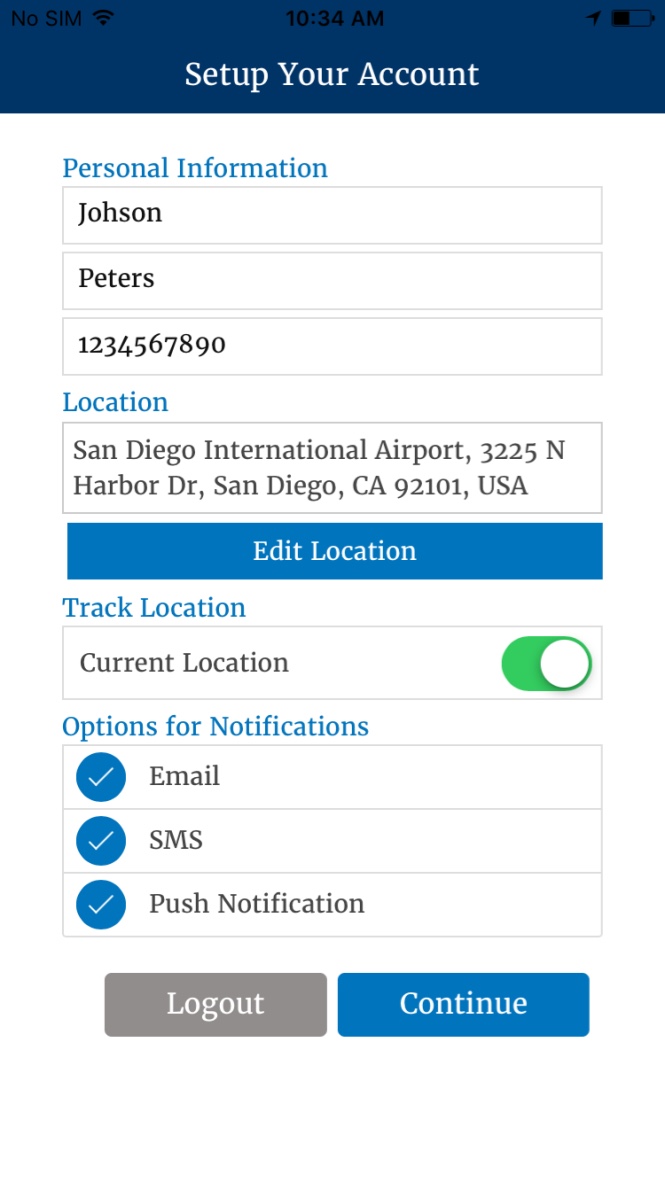 No SIM 10:34 AM
Setup Your Account
Personal Information
Johson
Peters
1234567890
Location
San Diego International Airport, 3225 N
Harbor Dr, San Diego, CA 92101, USA
Edit Location
Track Location
Current Location
Options for Notifications
Email
SMS
Push Notification
Logout Continue